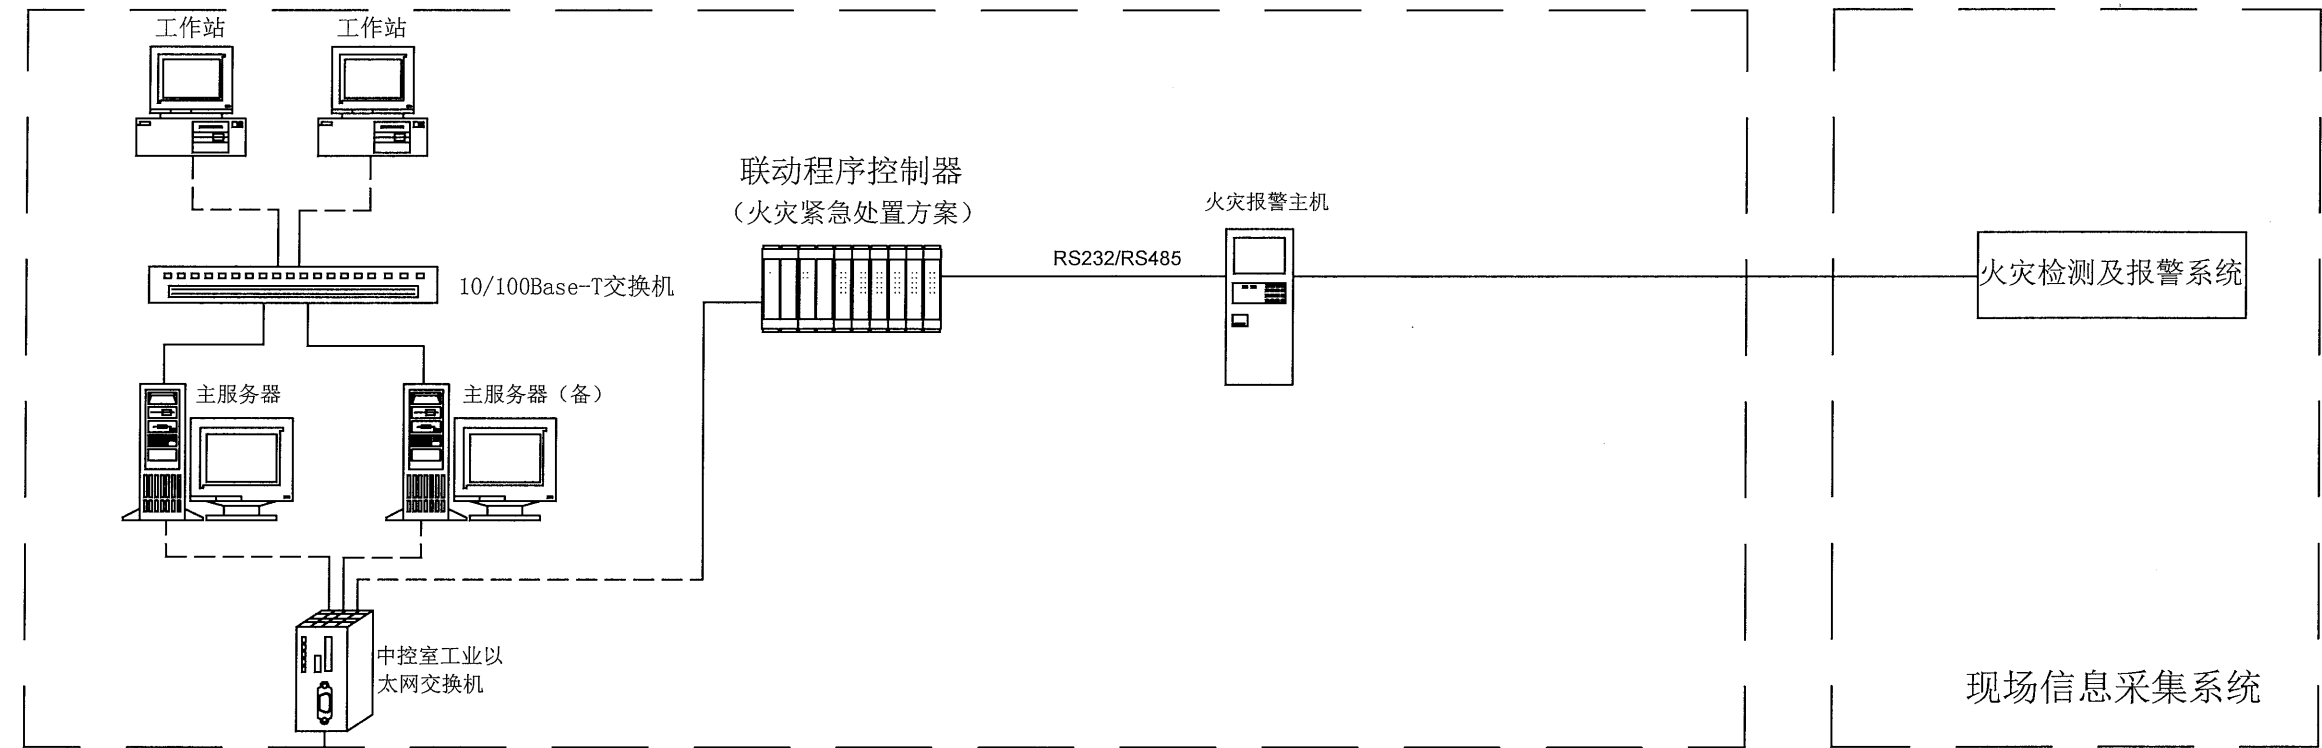 工作站
工作站
联动程序控制器
（火灾紧急处置方案）
火灾报警主机
RS232/RS485
火灾检测及报警系统
10/100Base-T交换机
主服务器
主服务器（备）
中控室工业以
太网交换机
现场信息采集系统